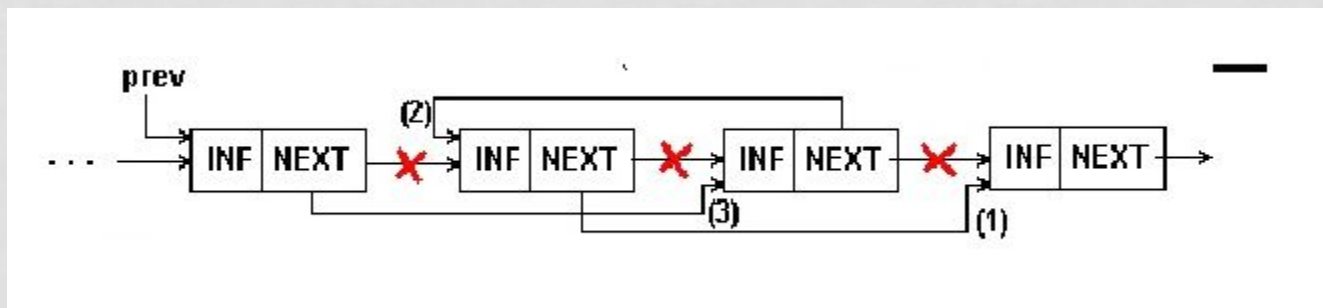 prev
(2)
. . . INF NEXT INF NEXT INF NEXT INF NEXT
(3) (1)